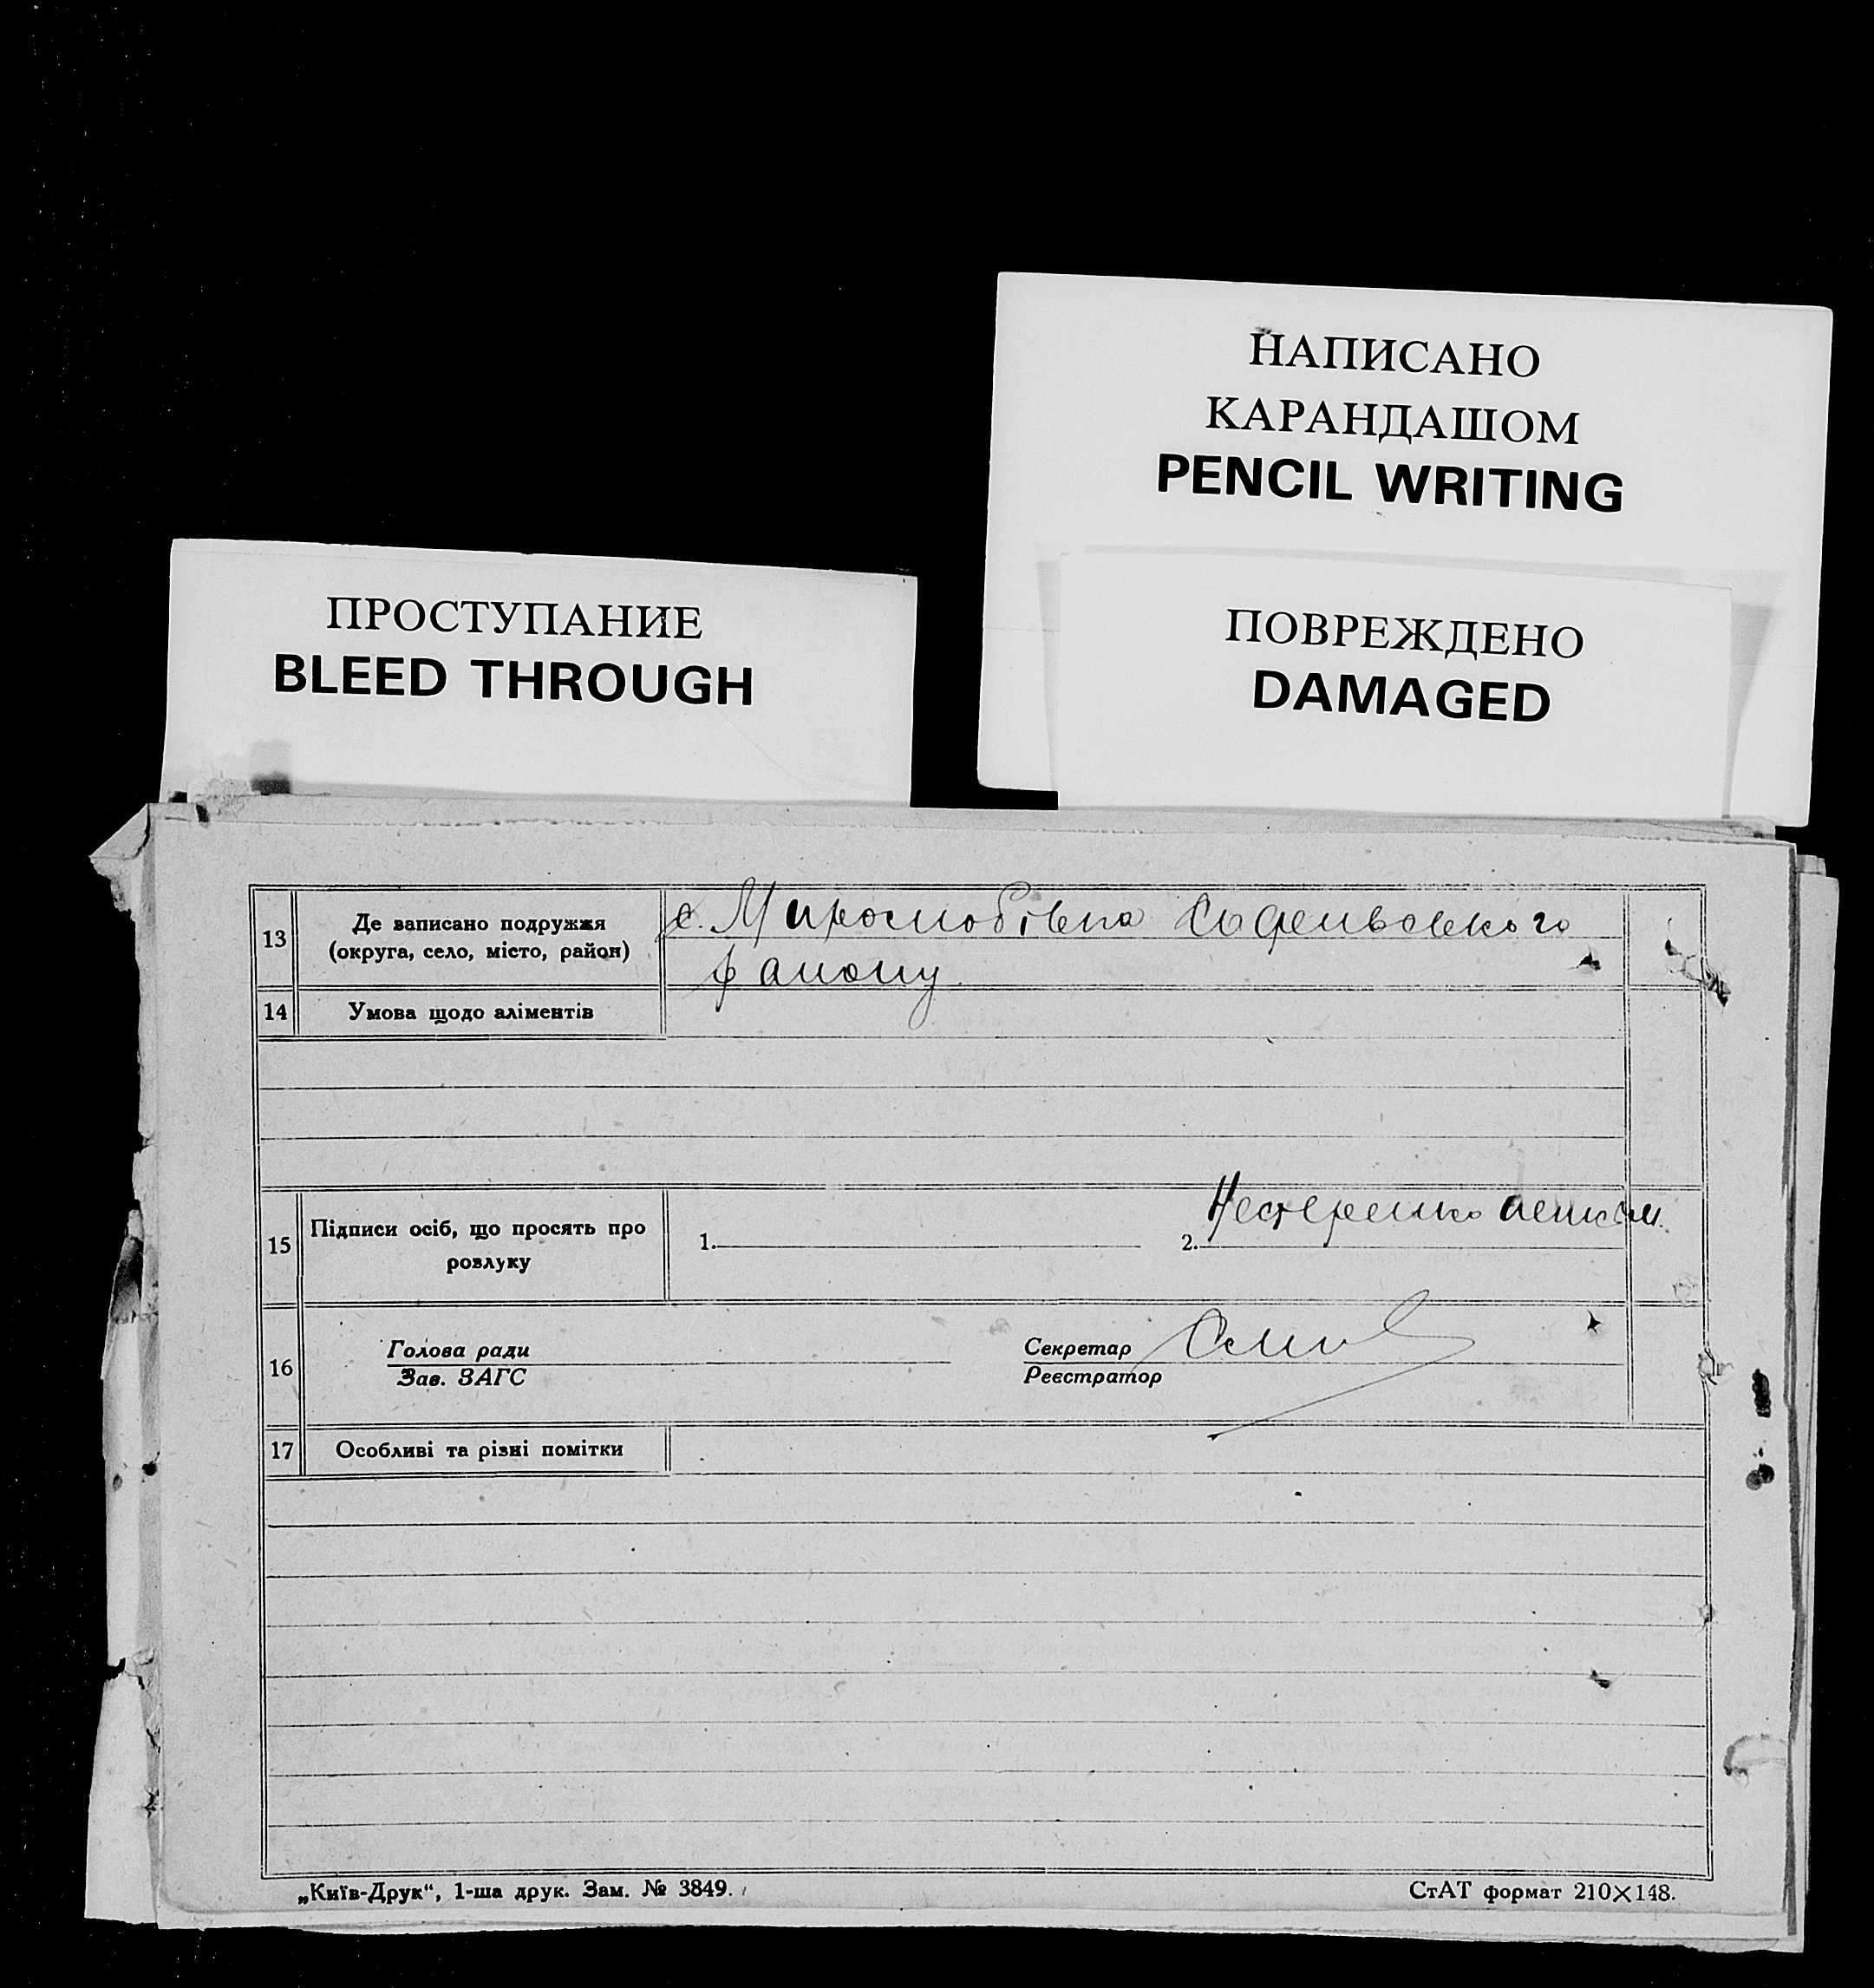 НАПИСАНО
КАРАНДАШОМ
PENCIL WRITING
ПРОСТУПАНИЕ
BLEED THROUGH
ПОВРЕЖДЕНО
DAMAGED
13
Де записано подружжя
(округа, село, місто, район)
с.
району
14
Умова щодо аліментів
15
Підписи осіб, що просять про
розлуку
1.
2.
Нестеренко
16
Голова ради
Зав. ЗАГС
Секретар
Реєстратор
17
Особливі та різні помітки
„Київ-Друк“, 1-ша друк. Зам. № 3849.
СтАТ формат 210×148.